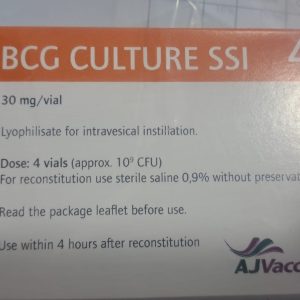 BCG CULTURE SSI
30 mg/vial
Lyophilisate for intravesical instillation.
Dose: 4 vials (approx. 10⁹ CFU)
For reconstitution use sterile saline 0,9% without preservat
Read the package leaflet before use.
Use within 4 hours after reconstitution
AJVacc